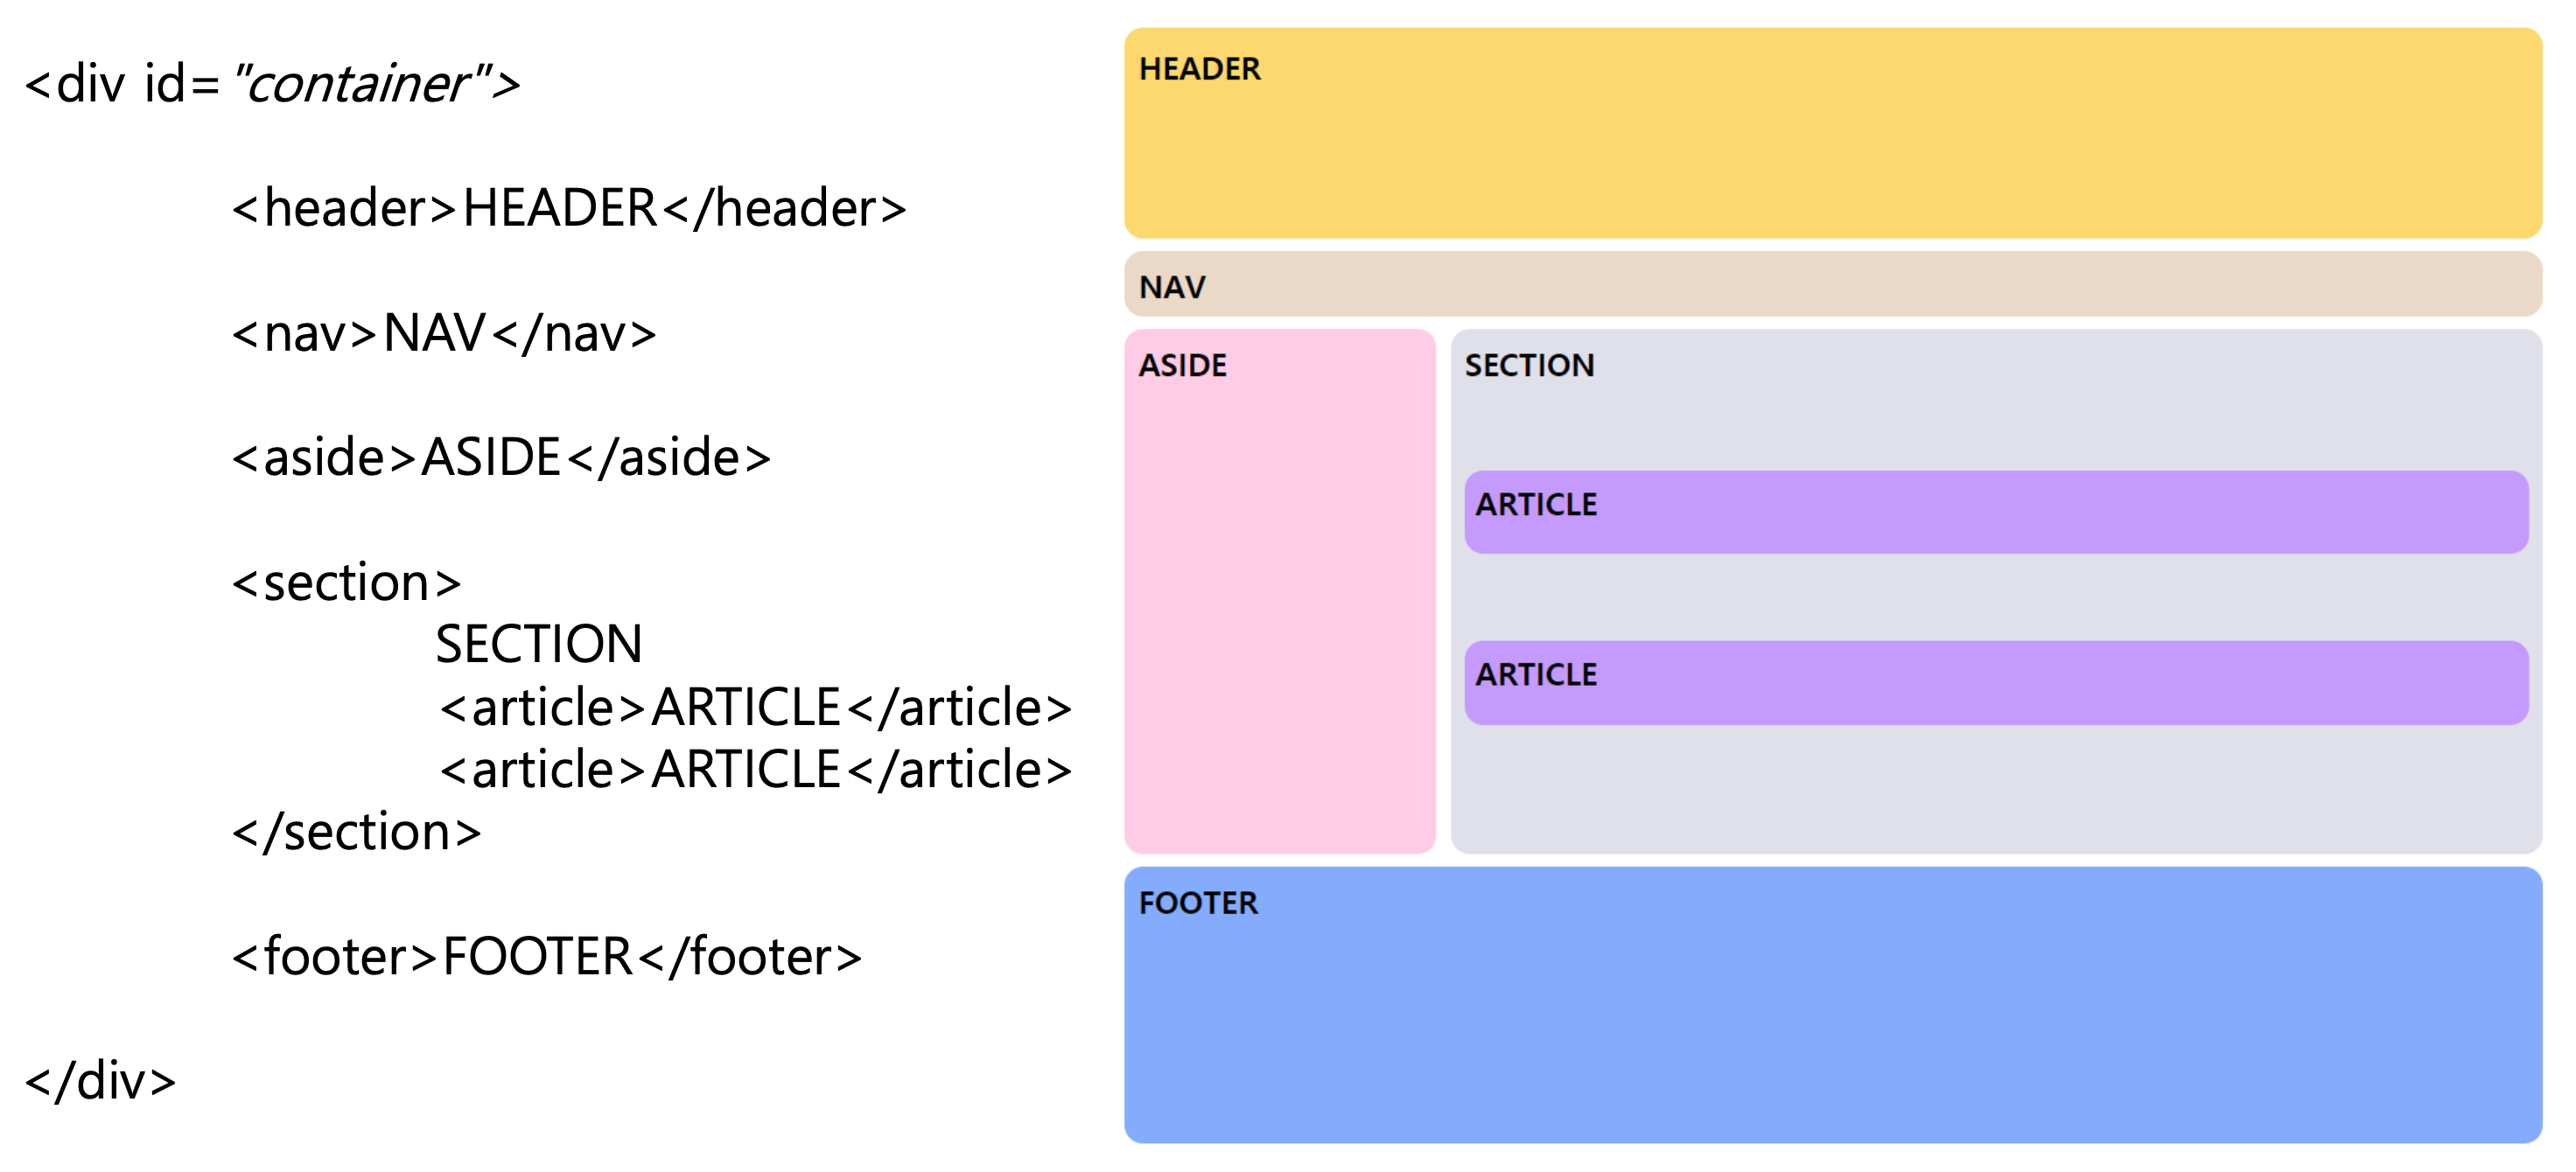 <div id="container">
<header>HEADER</header>
<nav>NAV</nav>
<aside>ASIDE</aside>
<section>
SECTION
<article>ARTICLE</article>
<article>ARTICLE</article>
</section>
<footer>FOOTER</footer>
</div>
HEADER
NAV
ASIDE
SECTION
ARTICLE
ARTICLE
FOOTER